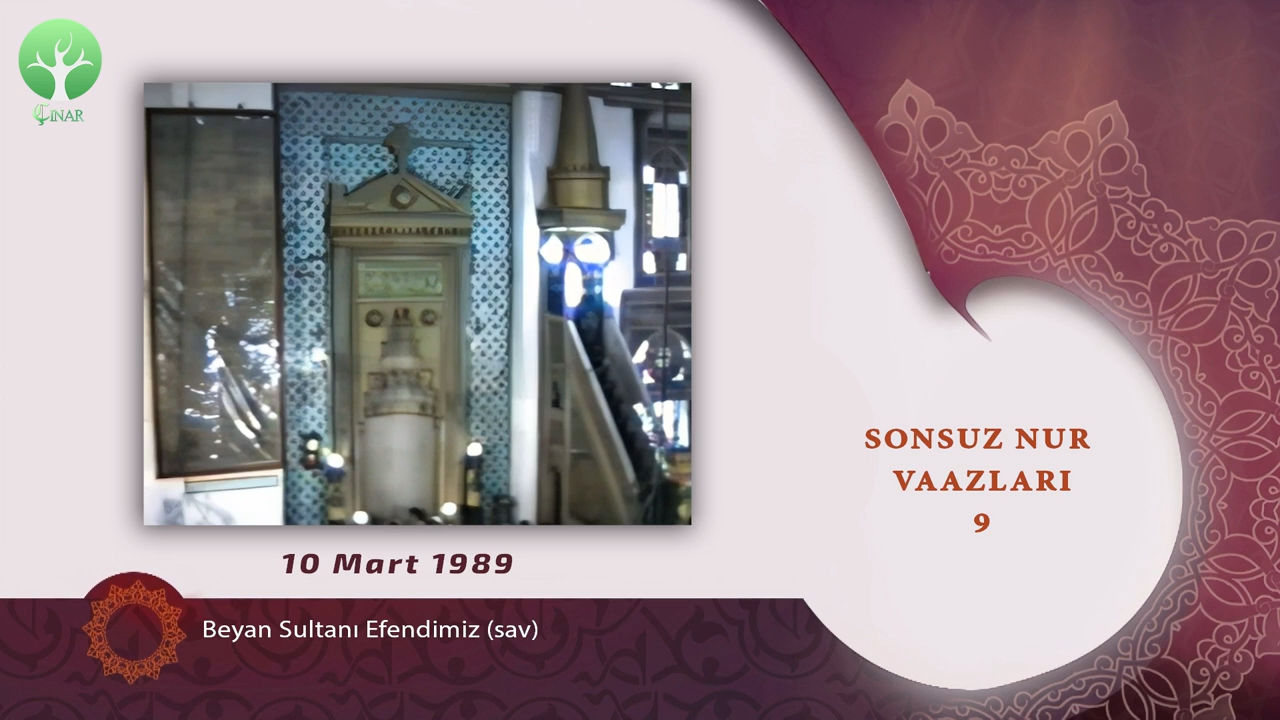 ÇINAR
10 Mart 1989
Beyan Sultanı Efendimiz (sav)
SONSUZ NUR
VAAZLARI
9